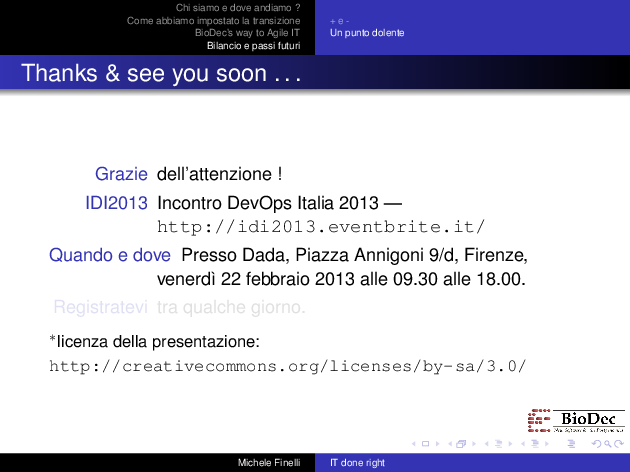 Chi siamo e dove andiamo ?
Come abbiamo impostato la transizione
BioDec's way to Agile IT
Bilancio e passi futuri
+ e -
Un punto dolente
Thanks & see you soon . . .
Grazie dell'attenzione !
IDI2013 Incontro DevOps Italia 2013 —
http://idi2013.eventbrite.it/
Quando e dove Presso Dada, Piazza Annigoni 9/d, Firenze,
venerdì 22 febbraio 2013 alle 09.30 alle 18.00.
Registratevi tra qualche giorno.
*licenza della presentazione:
http://creativecommons.org/licenses/by-sa/3.0/
BioDec
Michele Finelli
IT done right